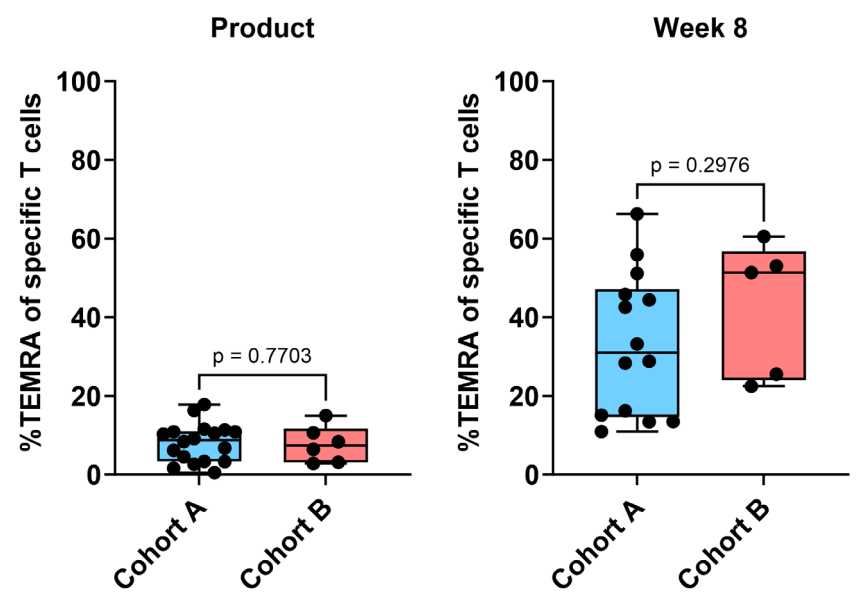 Product
%TEMRA of specific T cells
100
80
60
40
20
0
p = 0.7703
Cohort A
Cohort B
Week 8
%TEMRA of specific T cells
100
80
60
40
20
0
p = 0.2976
Cohort A
Cohort B